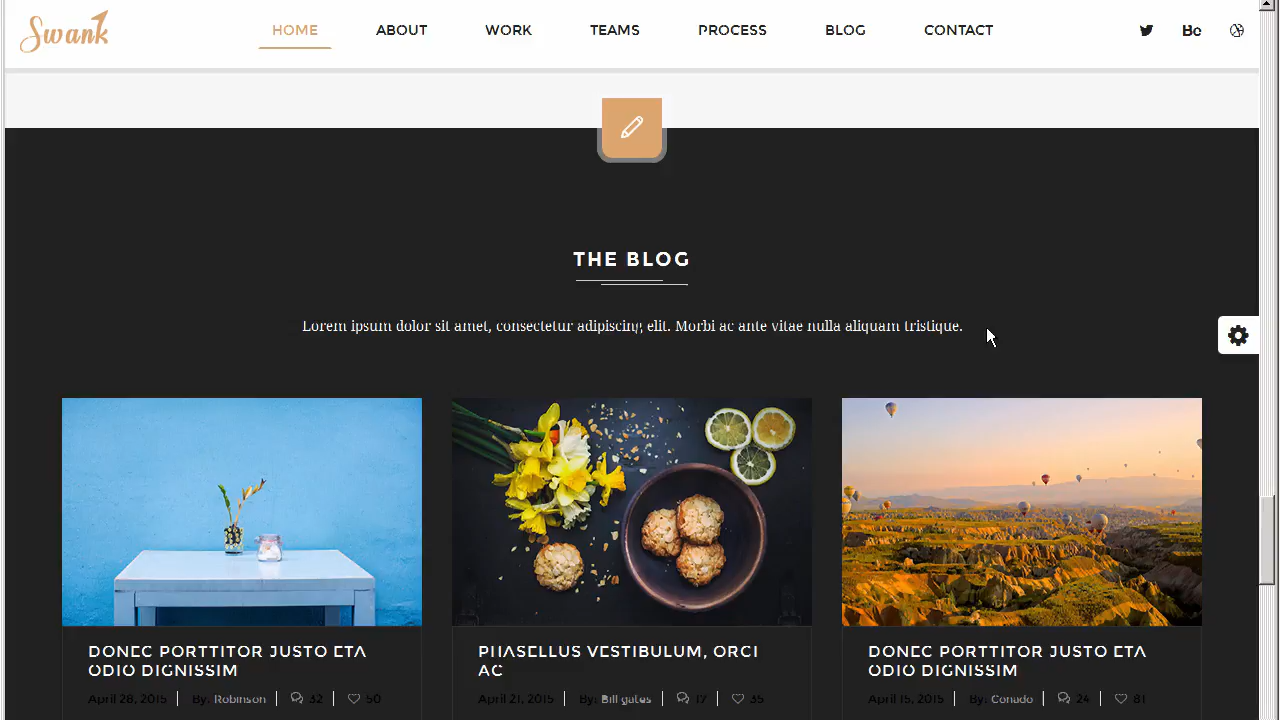 Swank
HOME ABOUT WORK TEAMS PROCESS BLOG CONTACT
Bē
THE BLOG
Lorem ipsum dolor sit amet, consectetur adipiscing elit. Morbi ac ante vitae nulla aliquam tristique.
DONEC PORTTITOR JUSTO ETA
ODIO DIGNISSIM
April 28, 2015 By: Robinson 32 50
PHASELLUS VESTIBULUM, ORCI
AC
April 21, 2015 By: Bill gates 17 35
DONEC PORTTITOR JUSTO ETA
ODIO DIGNISSIM
April 15, 2015 By: Conado 24 81